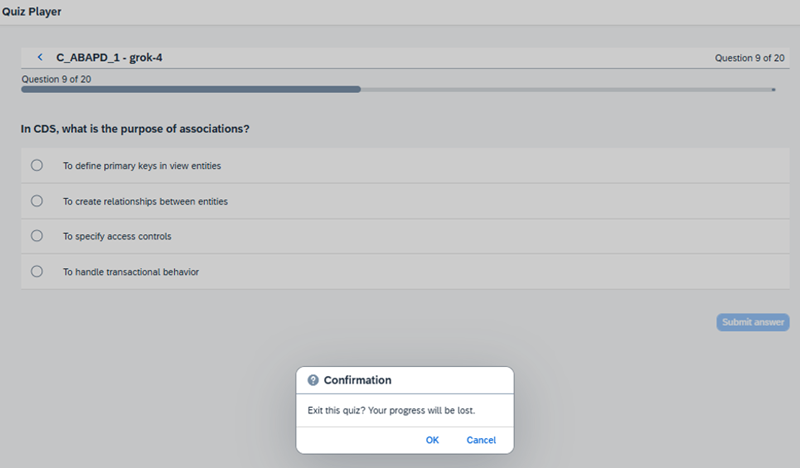 Quiz Player
C_ABAPD_1 - grok-4
Question 9 of 20
Question 9 of 20
In CDS, what is the purpose of associations?
To define primary keys in view entities
To create relationships between entities
To specify access controls
To handle transactional behavior
Submit answer
Confirmation
Exit this quiz? Your progress will be lost.
OK Cancel